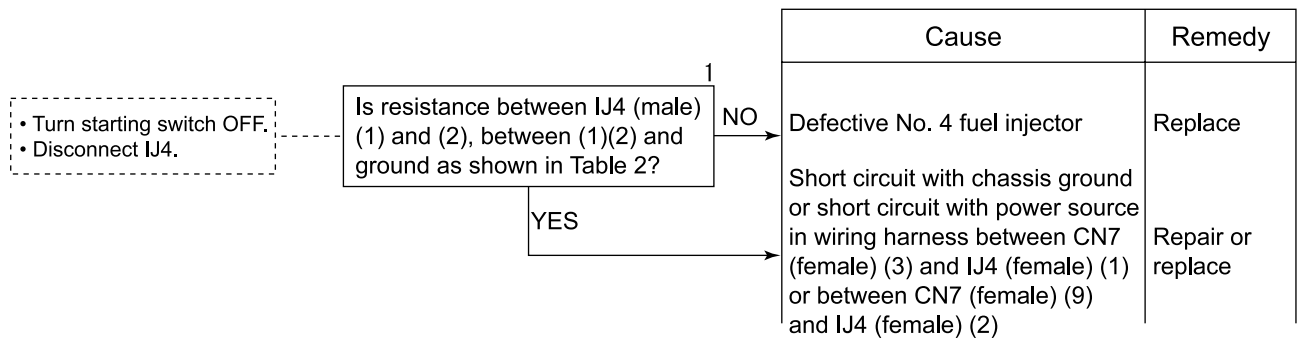 • Turn starting switch OFF.
• Disconnect IJ4.
1
Is resistance between IJ4 (male)
(1) and (2), between (1)(2) and
ground as shown in Table 2?
NO
YES
Cause
Remedy
Defective No. 4 fuel injector
Replace
Short circuit with chassis ground
or short circuit with power source
in wiring harness between CN7
(female) (3) and IJ4 (female) (1)
or between CN7 (female) (9)
and IJ4 (female) (2)
Repair or
replace